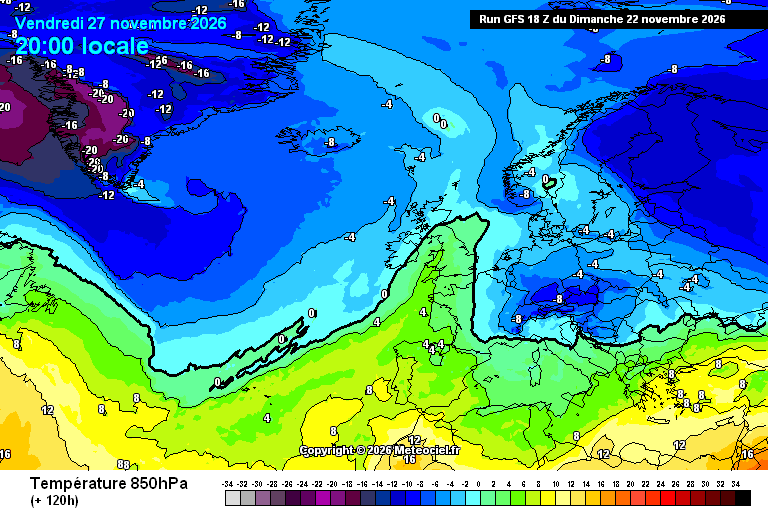 Vendredi 27 novembre 2026
20:00 locale
Run GFS 18 Z du Dimanche 22 novembre 2026
Copyright © 2026 Meteociel.fr
Température 850hPa
(+ 120h)
-34 -32 -30 -28 -26 -24 -22 -20 -18 -16 -14 -12 -10 -8 -6 -4 -2 0 2 4 6 8 10 12 14 16 18 20 22 24 26 28 30 32 34